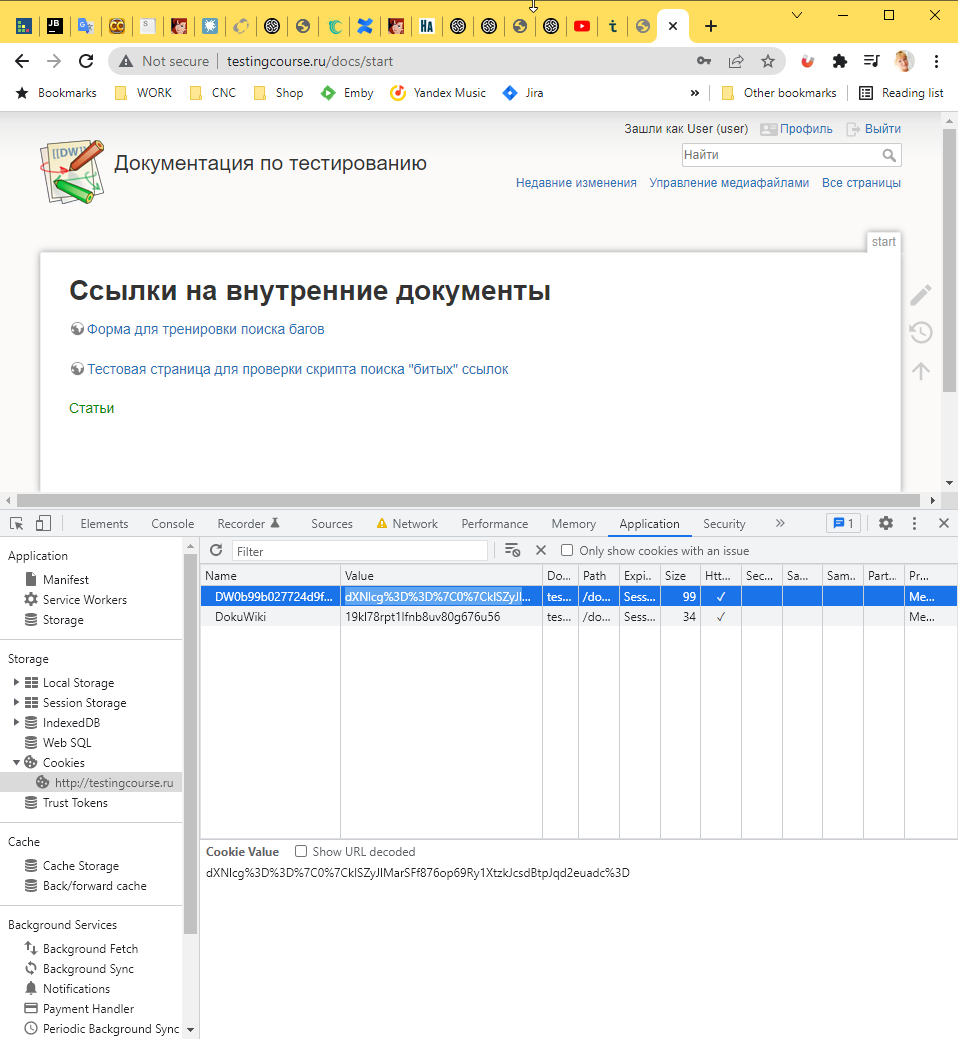 Not secure | testingcourse.ru/docs/start
Bookmarks WORK CNC Shop Emby Yandex Music Jira » Other bookmarks Reading list
Зашли как User (user) Профиль Выйти
[[DW]]
Документация по тестированию
Найти
Недавние изменения Управление медиафайлами Все страницы
start
Ссылки на внутренние документы
Форма для тренировки поиска багов
Тестовая страница для проверки скрипта поиска "битых" ссылок
Статьи
Elements Console Recorder Sources Network Performance Memory Application Security » 1
Application
Manifest
Service Workers
Storage
Storage
Local Storage
Session Storage
IndexedDB
Web SQL
Cookies
http://testingcourse.ru
Trust Tokens
Cache
Cache Storage
Back/forward cache
Background Services
Background Fetch
Background Sync
Notifications
Payment Handler
Periodic Background Sync
Filter Only show cookies with an issue
Name Value Do... Path Expi... Size Htt... Sec... Sa... Sam... Part... Pr...
DW0b99b027724d9f... dXNlcg%3D%3D%7C0%7CkISZyJI... tes... /do... Sess... 99 ✓ Me...
DokuWiki 19kl78rpt1lfnb8uv80g676u56 tes... /do... Sess... 34 ✓ Me...
Cookie Value Show URL decoded
dXNlcg%3D%3D%7C0%7CkISZyJIMarSFf876op69Ry1XtzkJcsdBtpJqd2euadc%3D